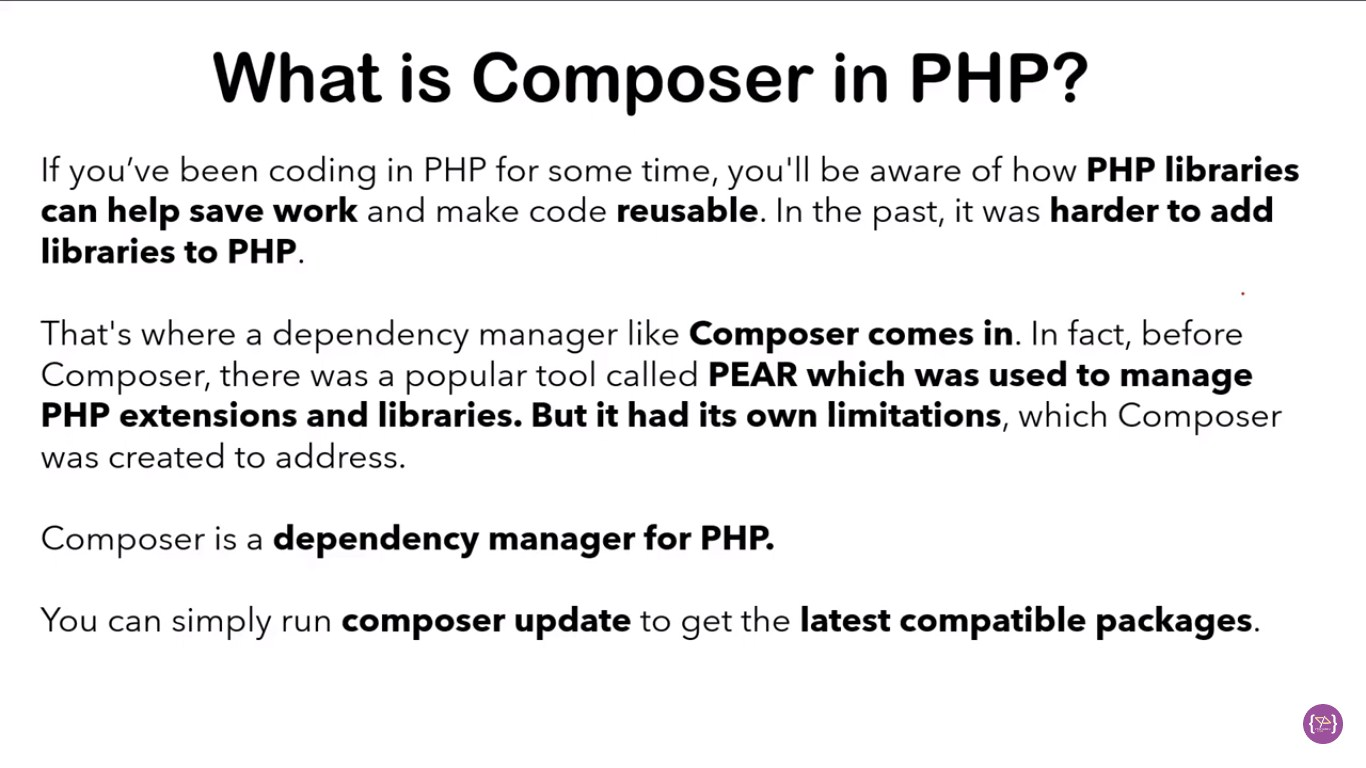 What is Composer in PHP?
If you’ve been coding in PHP for some time, you'll be aware of how PHP libraries
can help save work and make code reusable. In the past, it was harder to add
libraries to PHP.
That's where a dependency manager like Composer comes in. In fact, before
Composer, there was a popular tool called PEAR which was used to manage
PHP extensions and libraries. But it had its own limitations, which Composer
was created to address.
Composer is a dependency manager for PHP.
You can simply run composer update to get the latest compatible packages.